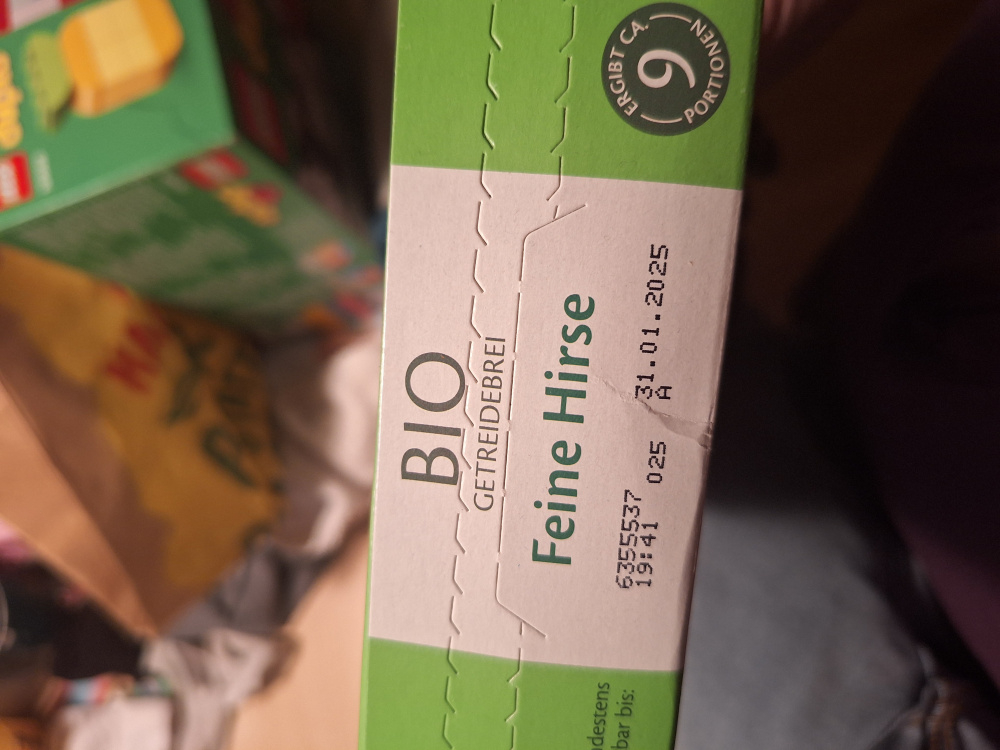 ERGIBT CA.
9
PORTIONEN
BIO
GETREIDEBREI
Feine Hirse
6355537 025 31.01.2025
19:41 A